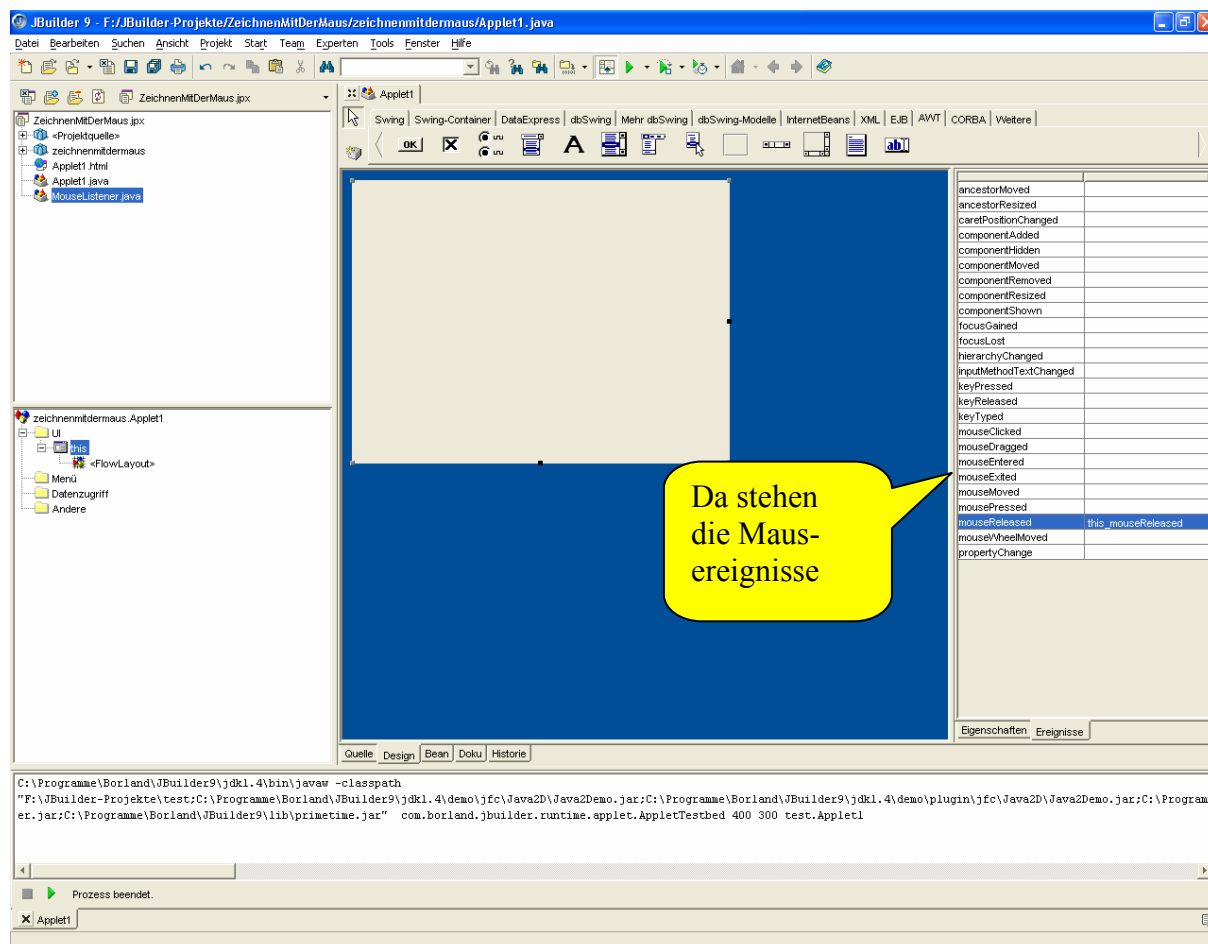 JBuilder 9 - F:/JBuilder-Projekte/ZeichnenMitDerMaus/zeichnenmitdermaus/Applet1.java
Datei Bearbeiten Suchen Ansicht Projekt Start Team Experten Tools Fenster Hilfe
ZeichnenMitDerMaus.jpx
Applet1
ZeichnenMitDerMaus.jpx
<Projektquelle>
zeichnenmitdermaus
Applet1.html
Applet1.java
MouseListener.java
Swing Swing-Container DataExpress dbSwing Mehr dbSwing dbSwing-Modelle InternetBeans XML EJB AWT CORBA Weitere
OK A ab
ancestorMoved
ancestorResized
caretPositionChanged
componentAdded
componentHidden
componentMoved
componentRemoved
componentResized
componentShown
focusGained
focusLost
hierarchyChanged
inputMethodTextChanged
keyPressed
keyReleased
keyTyped
mouseClicked
mouseDragged
mouseEntered
mouseExited
mouseMoved
mousePressed
mouseReleased this_mouseReleased
mouseWheelMoved
propertyChange
zeichnenmitdermaus.Applet1
UI
this
<FlowLayout>
Menü
Datenzugriff
Andere
Da stehen
die Maus-
ereignisse
Eigenschaften Ereignisse
Quelle Design Bean Doku Historie
C:\Programme\Borland\JBuilder9\jdk1.4\bin\javaw -classpath
"F:\JBuilder-Projekte\test;C:\Programme\Borland\JBuilder9\jdk1.4\demo\jfc\Java2D\Java2Demo.jar;C:\Programme\Borland\JBuilder9\jdk1.4\demo\plugin\jfc\Java2D\Java2Demo.jar;C:\Program
er.jar;C:\Programme\Borland\JBuilder9\lib\primetime.jar" com.borland.jbuilder.runtime.applet.AppletTestbed 400 300 test.Applet1
Prozess beendet.
Applet1